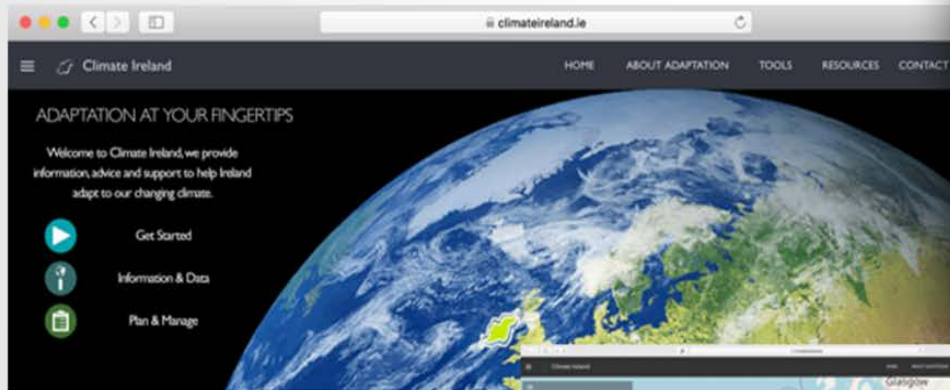 climateireland.ie
Climate Ireland
HOME ABOUT ADAPTATION TOOLS RESOURCES CONTACT
ADAPTATION AT YOUR FINGERTIPS
Welcome to Climate Ireland, we provide
information, advice and support to help Ireland
adapt to our changing climate.
Get Started
Information & Data
Plan & Manage
Climate Ireland
Glasgow